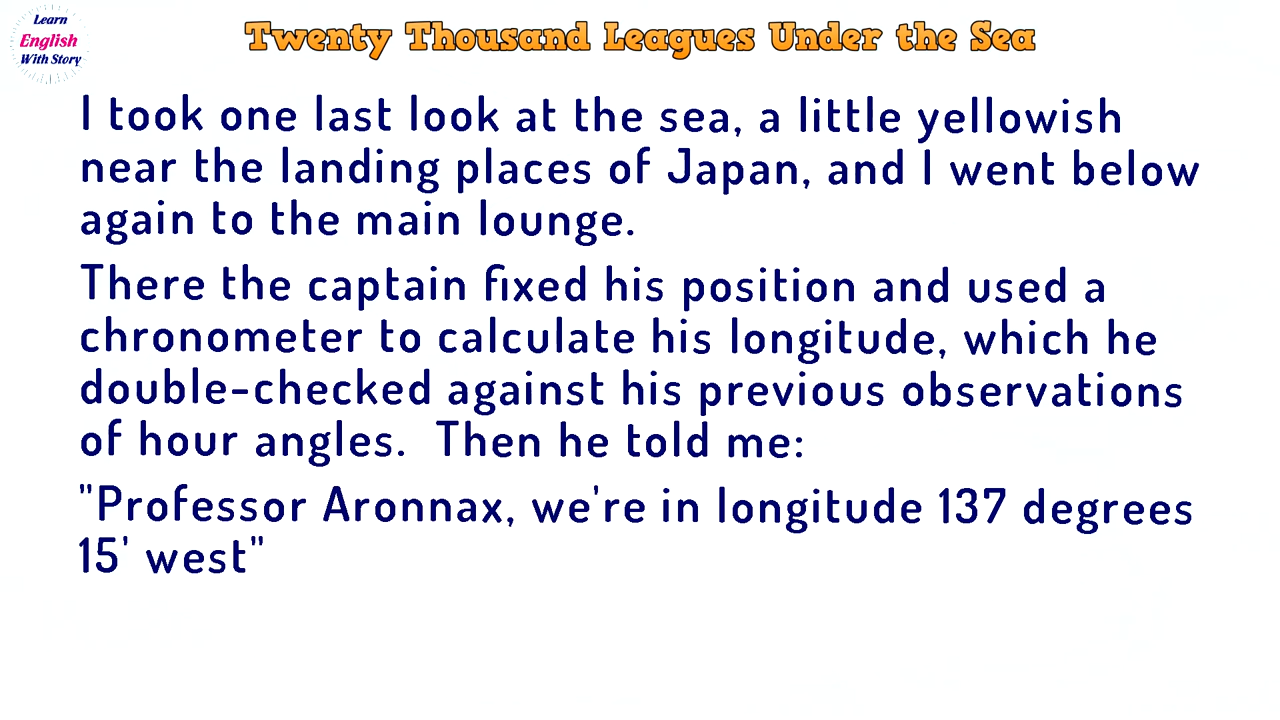 Learn
English
With Story
Twenty Thousand Leagues Under the Sea
I took one last look at the sea, a little yellowish
near the landing places of Japan, and I went below
again to the main lounge.
There the captain fixed his position and used a
chronometer to calculate his longitude, which he
double-checked against his previous observations
of hour angles.  Then he told me:
"Professor Aronnax, we're in longitude 137 degrees
15' west"